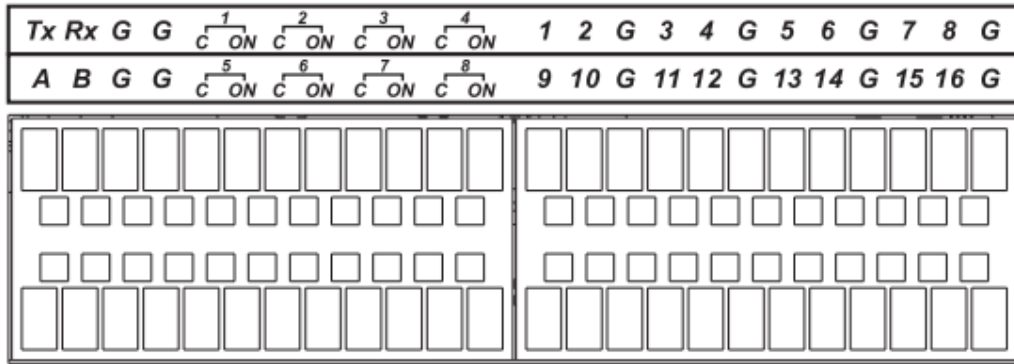 Tx Rx G G 1 C ON 2 C ON 3 C ON 4 C ON 1 2 G 3 4 G 5 6 G 7 8 G
A B G G 5 C ON 6 C ON 7 C ON 8 C ON 9 10 G 11 12 G 13 14 G 15 16 G